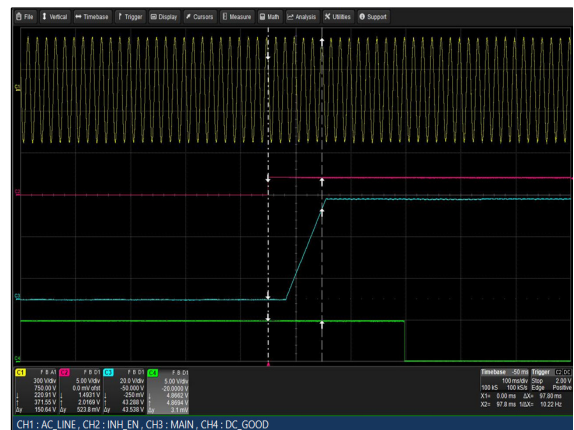 File Vertical Timebase Trigger Display Cursors Measure Math Analysis Utilities Support
C1 F B A1 C2 F B D1 C3 F B D1 C4 F B D1
300 V/div 5.00 V/div 20.0 V/div 5.00 V/div
750.00 V 0.0 mV ofst -50.000 V -20.0000 V
220.91 V 1.4931 V -250 mV 4.8662 V
371.55 V 2.0169 V 43.288 V 4.8694 V
Δy 150.64 V Δy 523.8 mV Δy 43.538 V Δy 3.1 mV
Timebase -50 ms Trigger C2 DC
100 ms/div Stop 2.00 V
100 kS 100 kS/s Edge Positive
X1= 0.00 ms ΔX= 97.80 ms
X2= 97.8 ms 1/ΔX= 10.22 Hz
CH1 : AC_LINE , CH2 : INH_EN , CH3 : MAIN , CH4 : DC_GOOD